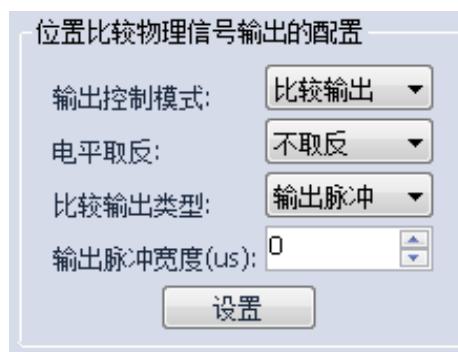 位置比较物理信号输出的配置
输出控制模式: 比较输出
电平取反: 不取反
比较输出类型: 输出脉冲
输出脉冲宽度(us): 0
设置